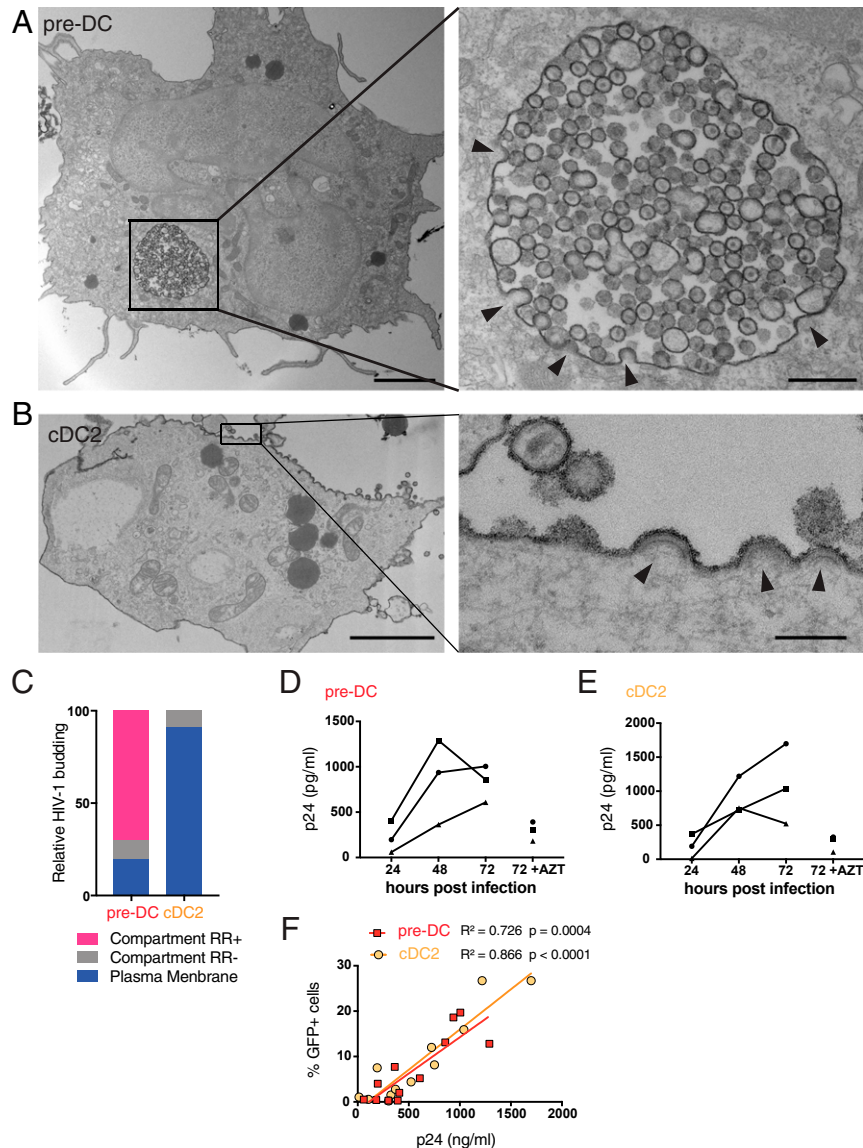 A
pre-DC
B
cDC2
C
100
50
0
Relative HIV-1 budding
pre-DC cDC2
Compartment RR+
Compartment RR-
Plasma Menbrane
D
pre-DC
1500
1000
500
0
p24 (pg/ml)
24 48 72 72 +AZT
hours post infection
E
cDC2
2000
1500
1000
500
0
p24 (pg/ml)
24 48 72 72 +AZT
hours post infection
F
pre-DC R² = 0.726 p = 0.0004
cDC2 R² = 0.866 p < 0.0001
30
20
10
0
% GFP+ cells
0 500 1000 1500 2000
p24 (ng/ml)